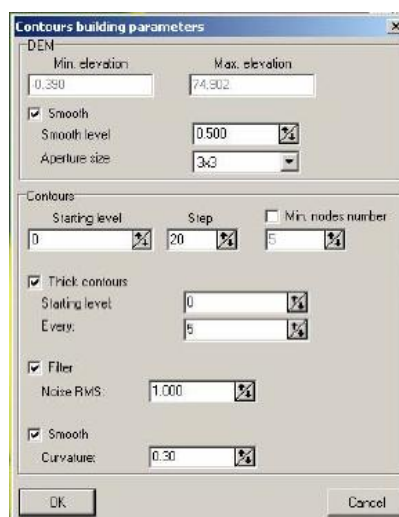 Contours building parameters
DEM
Min. elevation Max. elevation
-0.390 74.902
Smooth
Smooth level 0.500
Aperture size 3x3
Contours
Starting level Step Min. nodes number
0 20 5
Thick contours
Starting level: 0
Every: 5
Filter
Noize RMS: 1.000
Smooth
Curvature: 0.30
OK Cancel